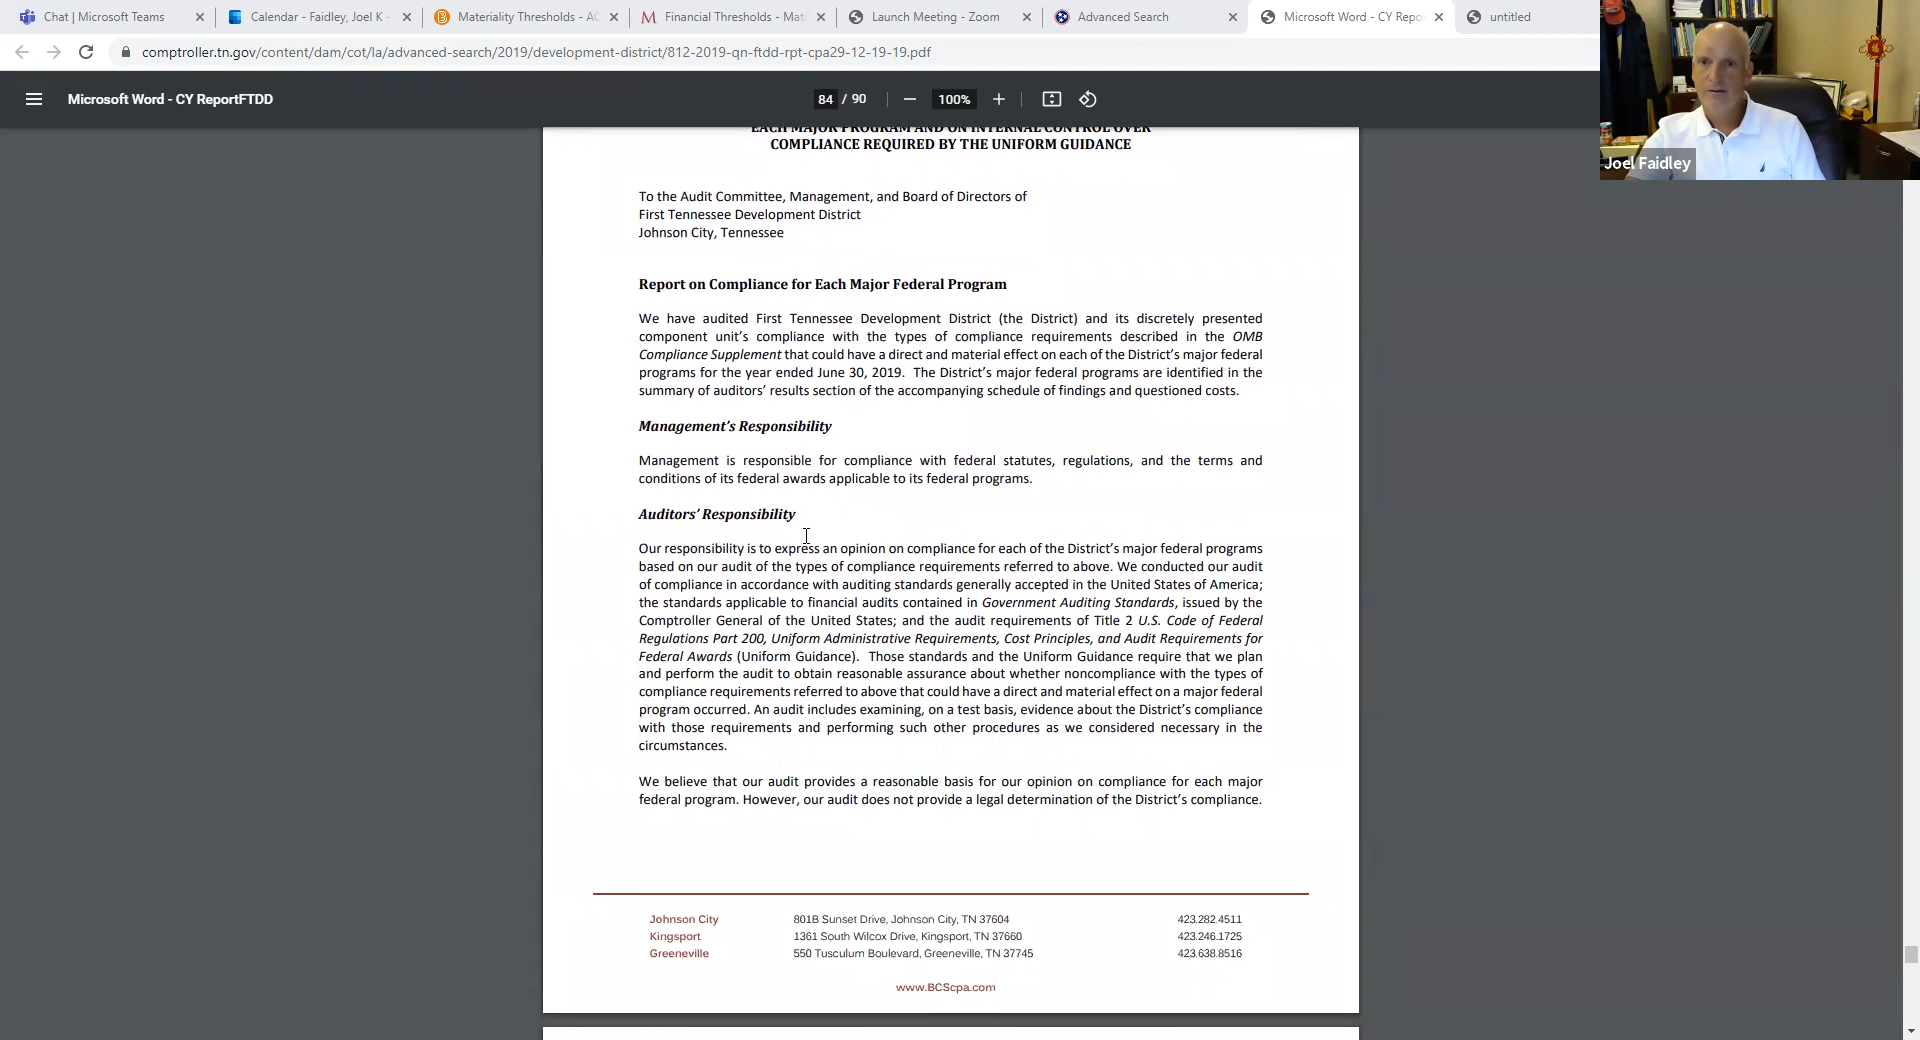 Chat | Microsoft Teams
Calendar - Faidley, Joel K -
Materiality Thresholds - AC
Financial Thresholds - Mat
Launch Meeting - Zoom
Advanced Search
Microsoft Word - CY Repo
untitled
comptroller.tn.gov/content/dam/cot/la/advanced-search/2019/development-district/812-2019-qn-ftdd-rpt-cpa29-12-19-19.pdf
Microsoft Word - CY ReportFTDD
84 / 90
100%
Joel Faidley
EACH MAJOR PROGRAM AND ON INTERNAL CONTROL OVER
COMPLIANCE REQUIRED BY THE UNIFORM GUIDANCE
To the Audit Committee, Management, and Board of Directors of
First Tennessee Development District
Johnson City, Tennessee
Report on Compliance for Each Major Federal Program
We have audited First Tennessee Development District (the District) and its discretely presented
component unit's compliance with the types of compliance requirements described in the OMB
Compliance Supplement that could have a direct and material effect on each of the District's major federal
programs for the year ended June 30, 2019. The District's major federal programs are identified in the
summary of auditors' results section of the accompanying schedule of findings and questioned costs.
Management's Responsibility
Management is responsible for compliance with federal statutes, regulations, and the terms and
conditions of its federal awards applicable to its federal programs.
Auditors' Responsibility
Our responsibility is to express an opinion on compliance for each of the District's major federal programs
based on our audit of the types of compliance requirements referred to above. We conducted our audit
of compliance in accordance with auditing standards generally accepted in the United States of America;
the standards applicable to financial audits contained in Government Auditing Standards, issued by the
Comptroller General of the United States; and the audit requirements of Title 2 U.S. Code of Federal
Regulations Part 200, Uniform Administrative Requirements, Cost Principles, and Audit Requirements for
Federal Awards (Uniform Guidance). Those standards and the Uniform Guidance require that we plan
and perform the audit to obtain reasonable assurance about whether noncompliance with the types of
compliance requirements referred to above that could have a direct and material effect on a major federal
program occurred. An audit includes examining, on a test basis, evidence about the District's compliance
with those requirements and performing such other procedures as we considered necessary in the
circumstances.
We believe that our audit provides a reasonable basis for our opinion on compliance for each major
federal program. However, our audit does not provide a legal determination of the District's compliance.
Johnson City 801B Sunset Drive, Johnson City, TN 37604 423.282.4511
Kingsport 1361 South Wilcox Drive, Kingsport, TN 37660 423.246.1725
Greeneville 550 Tusculum Boulevard, Greeneville, TN 37745 423.638.8516
www.BCScpa.com